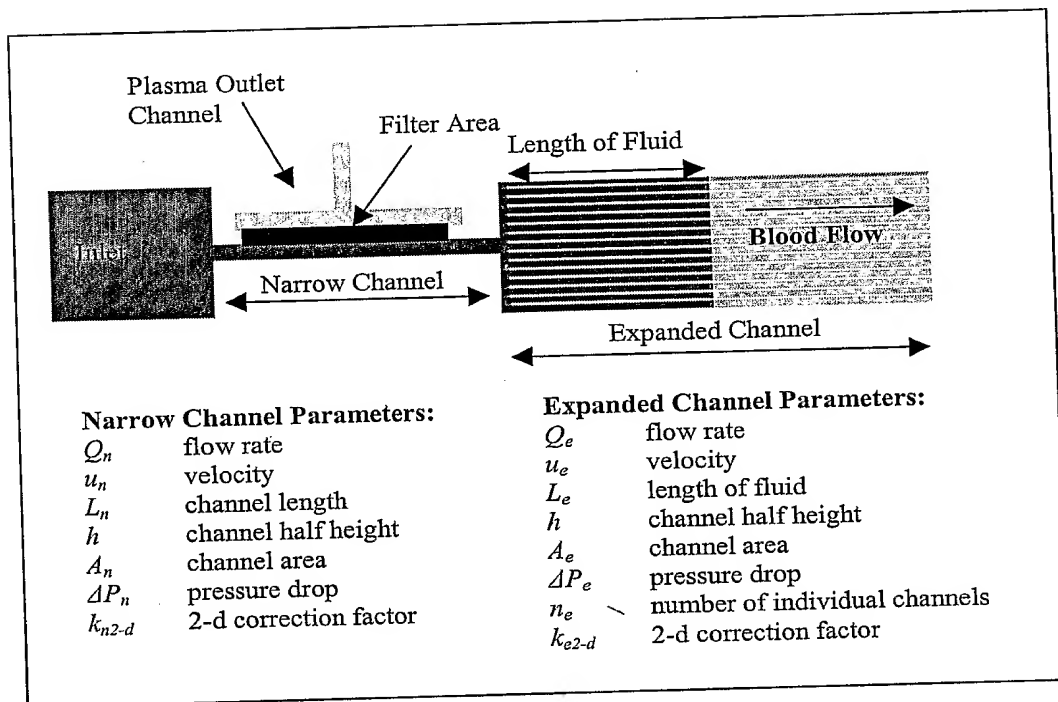 Plasma Outlet
Channel
Filter Area
Length of Fluid
Inlet
Blood Flow
Narrow Channel
Expanded Channel
Narrow Channel Parameters:
Qn flow rate
un velocity
Ln channel length
h channel half height
An channel area
ΔPn pressure drop
kn2-d 2-d correction factor
Expanded Channel Parameters:
Qe flow rate
ue velocity
Le length of fluid
h channel half height
Ae channel area
ΔPe pressure drop
ne number of individual channels
ke2-d 2-d correction factor